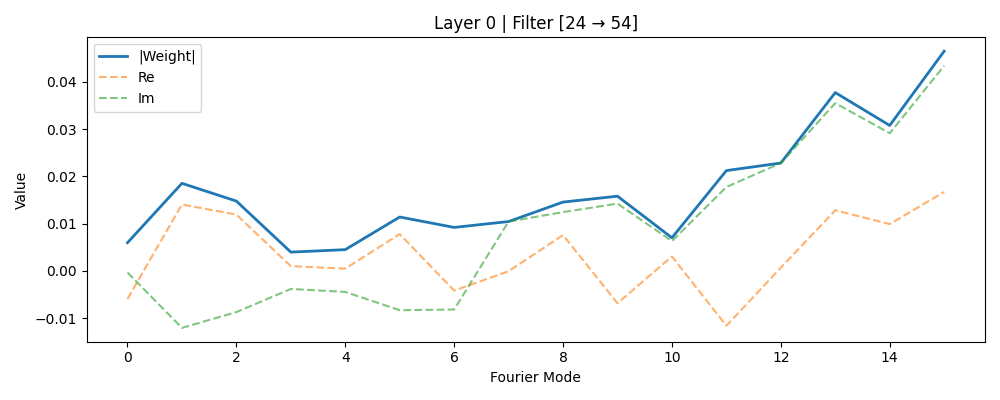 Layer 0 | Filter [24 → 54]
|Weight|
Re
Im
Value
0.04
0.03
0.02
0.01
0.00
−0.01
0 2 4 6 8 10 12 14
Fourier Mode